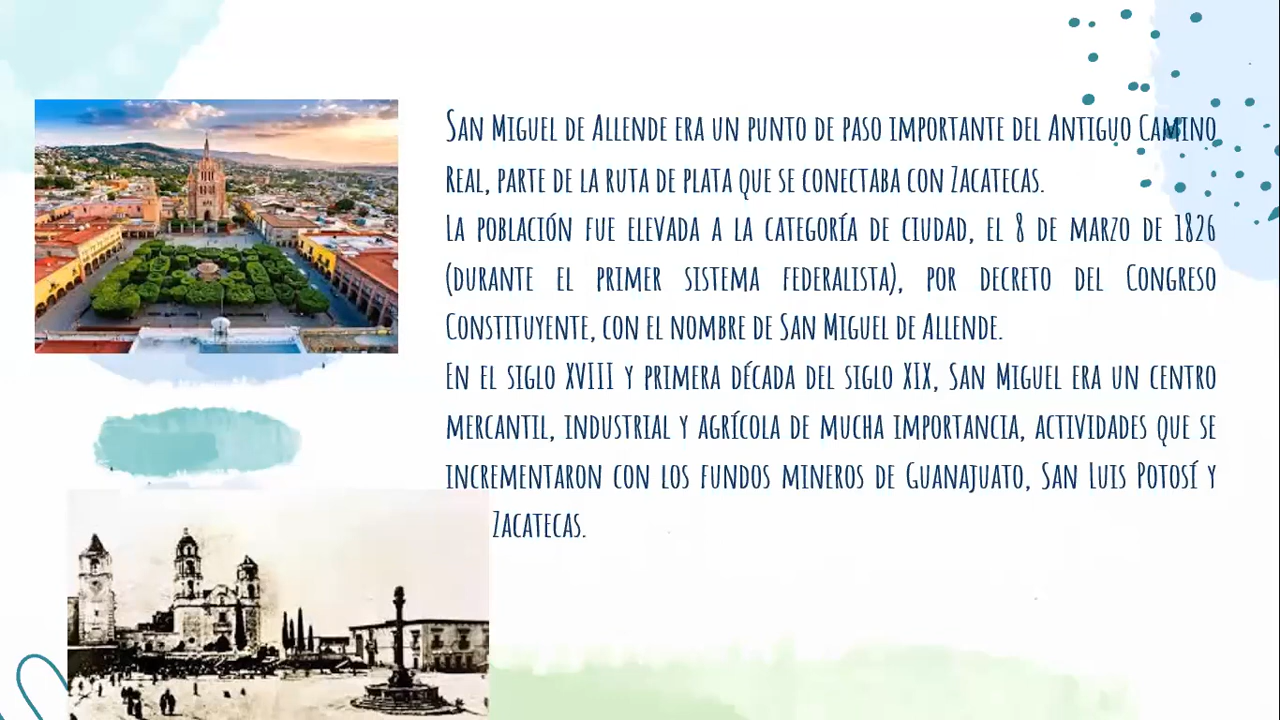 San Miguel de Allende era un punto de paso importante del Antiguo Camino
Real, parte de la ruta de plata que se conectaba con Zacatecas.
La población fue elevada a la categoría de ciudad, el 8 de marzo de 1826
(durante el primer sistema federalista), por decreto del Congreso
Constituyente, con el nombre de San Miguel de Allende.
En el siglo XVIII y primera década del siglo XIX, San Miguel era un centro
mercantil, industrial y agrícola de mucha importancia, actividades que se
incrementaron con los fundos mineros de Guanajuato, San Luis Potosí y
Zacatecas.